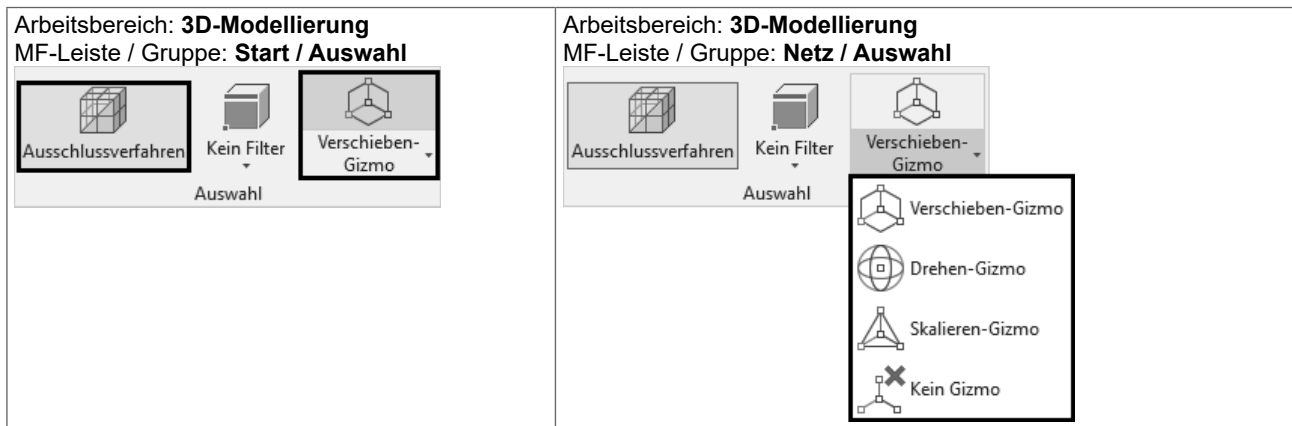 Arbeitsbereich: 3D-Modellierung
MF-Leiste / Gruppe: Start / Auswahl
Ausschlussverfahren
Kein Filter
Verschieben-
Gizmo
Auswahl
Arbeitsbereich: 3D-Modellierung
MF-Leiste / Gruppe: Netz / Auswahl
Ausschlussverfahren
Kein Filter
Verschieben-
Gizmo
Auswahl
Verschieben-Gizmo
Drehen-Gizmo
Skalieren-Gizmo
Kein Gizmo